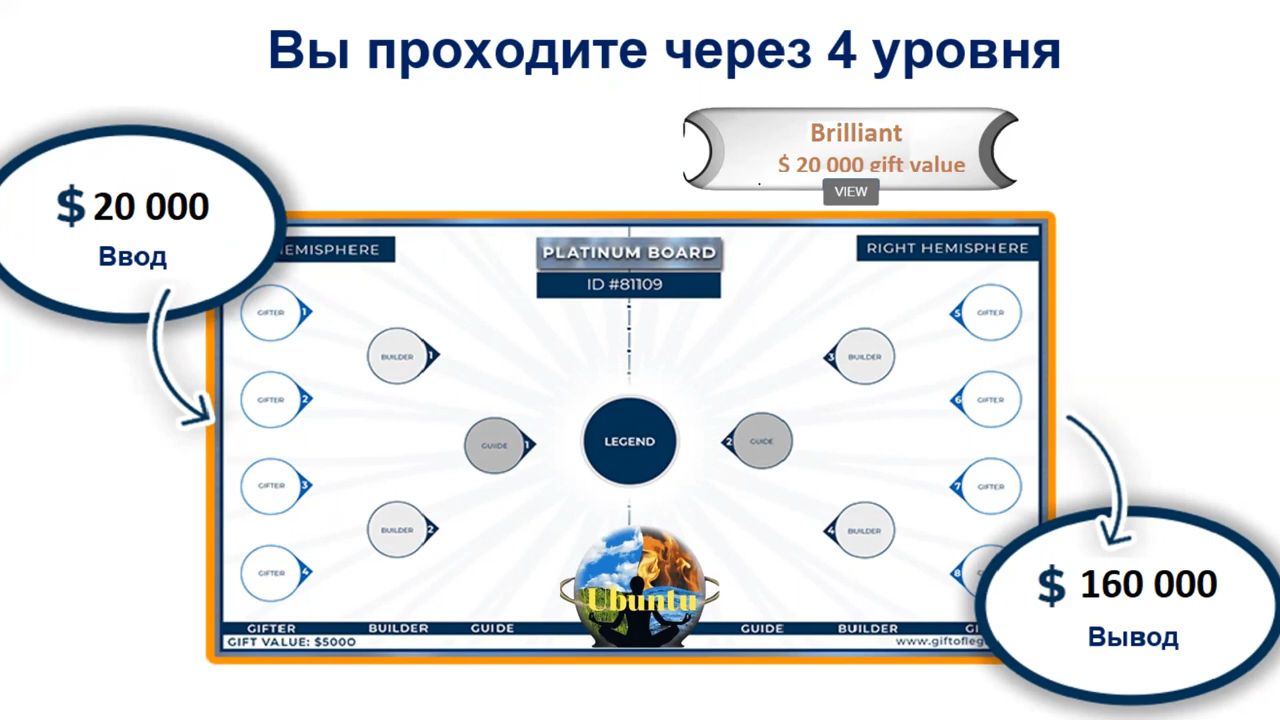 Вы проходите через 4 уровня
Brilliant
$ 20 000 gift value
VIEW
$ 20 000
Ввод
HEMISPHERE
PLATINUM BOARD
ID #81109
RIGHT HEMISPHERE
GIFTER 1
5 GIFTER
BUILDER 1
3 BUILDER
GIFTER 2
6 GIFTER
GUIDE 1
LEGEND
2 GUIDE
GIFTER 3
7 GIFTER
BUILDER 2
4 BUILDER
GIFTER 4
8
$ 160 000
Вывод
Ubuntu
GIFTER BUILDER GUIDE GUIDE BUILDER
GIFT VALUE: $5000